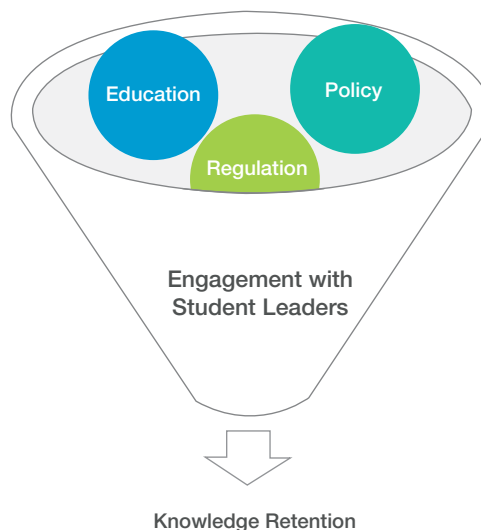 Education
Policy
Regulation
Engagement with
Student Leaders
Knowledge Retention